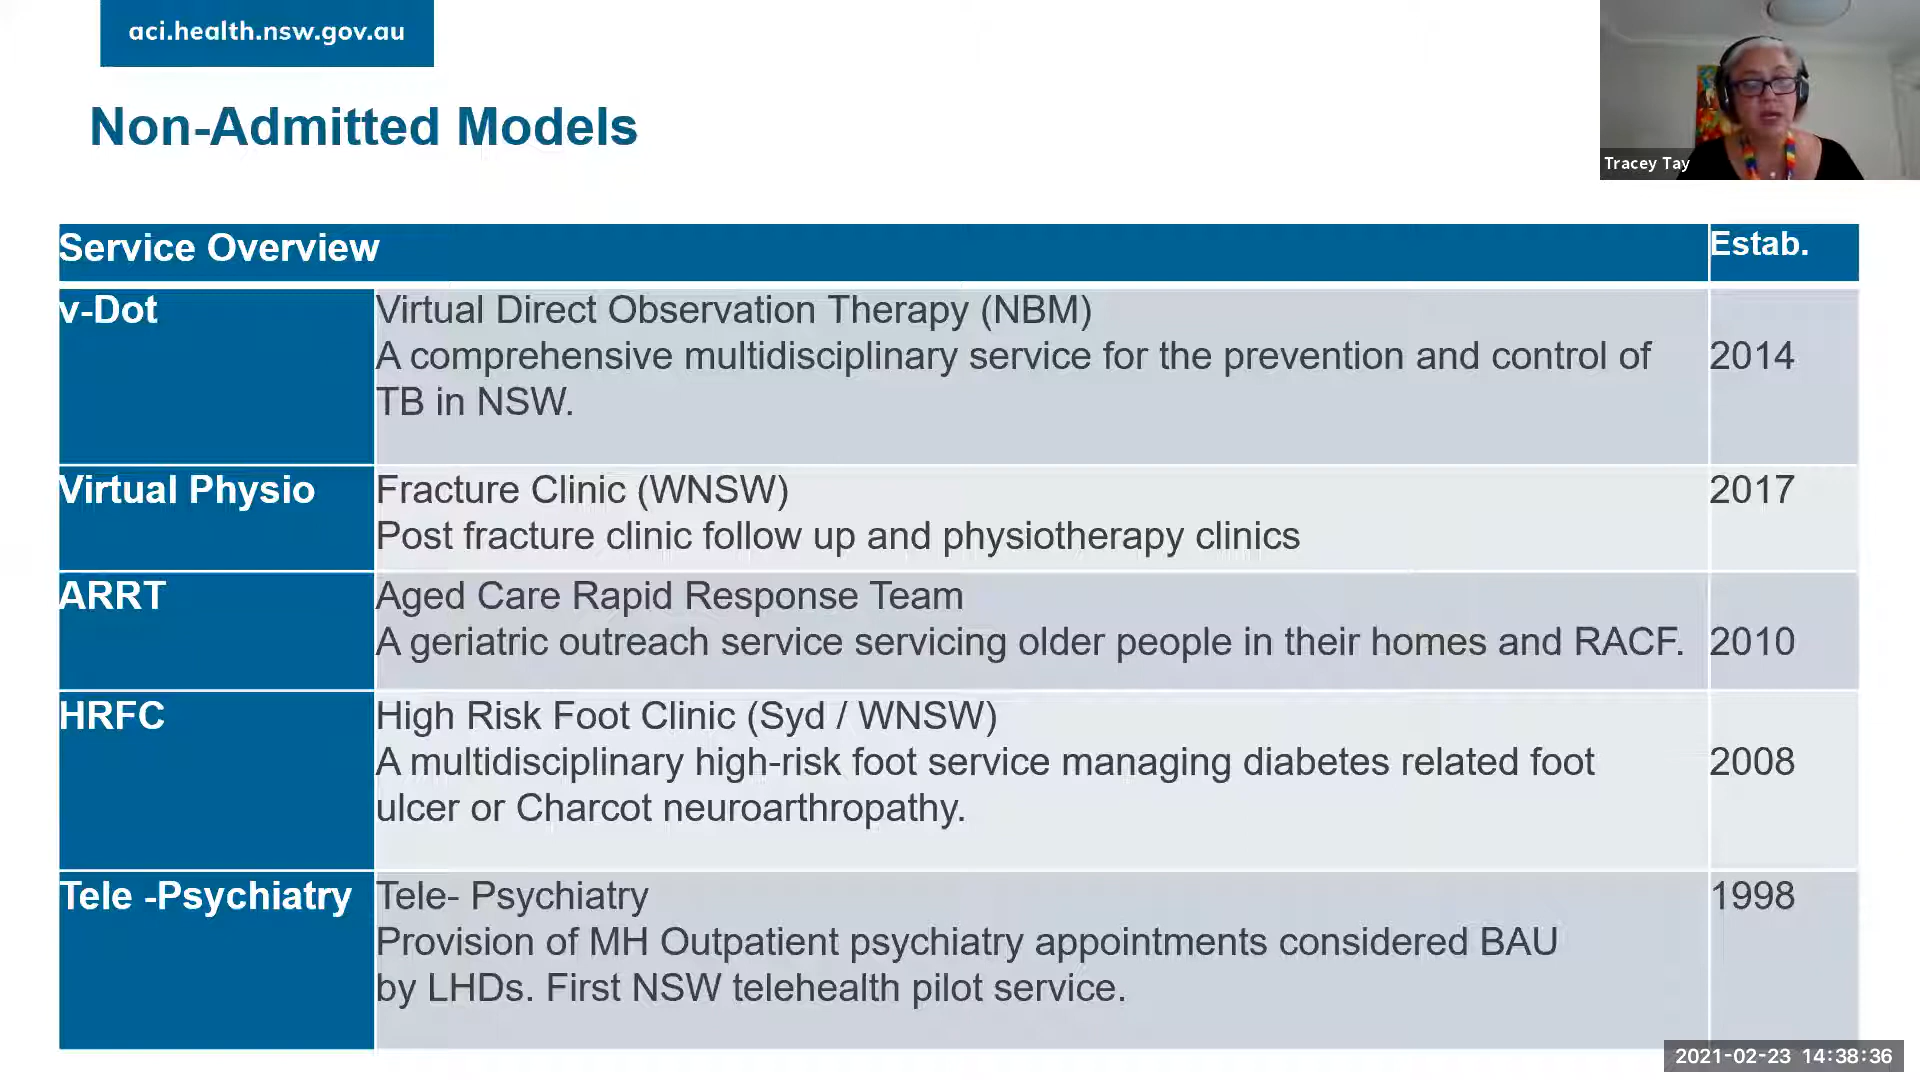 aci.health.nsw.gov.au
Non-Admitted Models
Tracey Tay
Service Overview
Estab.
v-Dot
Virtual Direct Observation Therapy (NBM)
A comprehensive multidisciplinary service for the prevention and control of
TB in NSW.
2014
Virtual Physio
Fracture Clinic (WNSW)
Post fracture clinic follow up and physiotherapy clinics
2017
ARRT
Aged Care Rapid Response Team
A geriatric outreach service servicing older people in their homes and RACF.
2010
HRFC
High Risk Foot Clinic (Syd / WNSW)
A multidisciplinary high-risk foot service managing diabetes related foot
ulcer or Charcot neuroarthropathy.
2008
Tele -Psychiatry
Tele- Psychiatry
Provision of MH Outpatient psychiatry appointments considered BAU
by LHDs. First NSW telehealth pilot service.
1998
2021-02-23 14:38:36